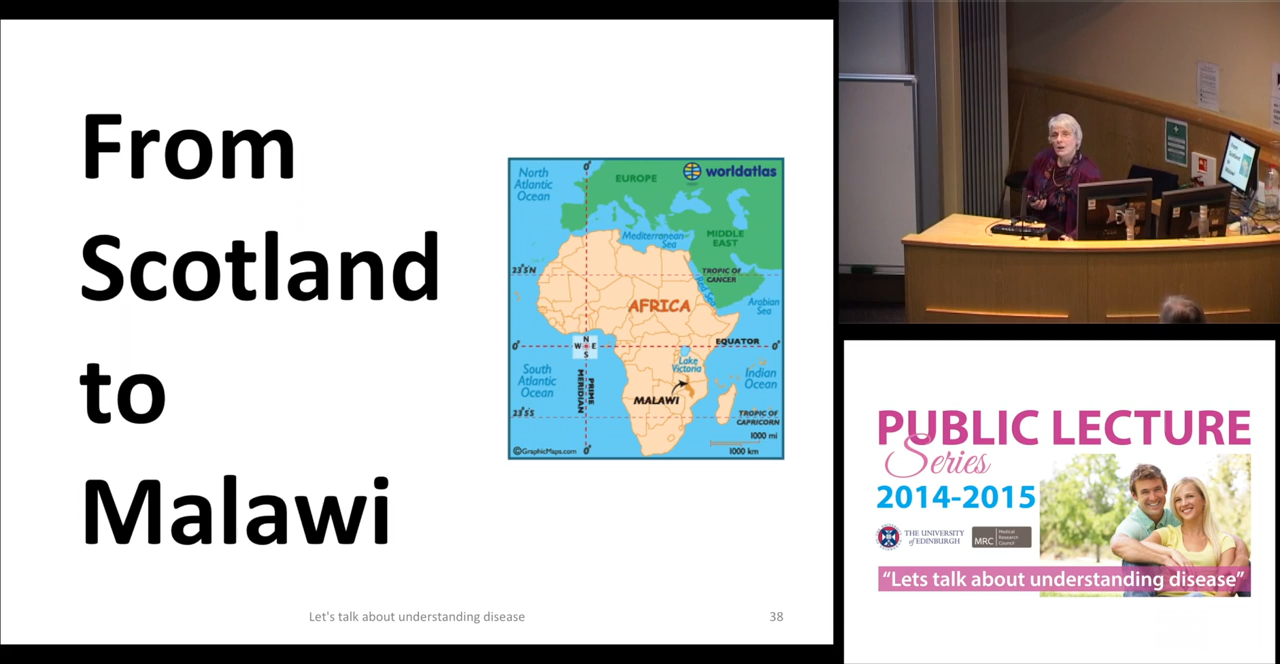 From
Scotland
to
Malawi
North
Atlantic
Ocean
0°
EUROPE
worldatlas
Mediterranean
Sea
MIDDLE
EAST
23°5'N
TROPIC OF
CANCER
Red Sea
Arabian
Sea
AFRICA
0°
N
W E
S
EQUATOR
0°
Lake
Victoria
South
Atlantic
Ocean
PRIME
MERIDIAN
Indian
Ocean
MALAWI
23°5'S
TROPIC OF
CAPRICORN
1000 mi
1000 km
©GraphicMaps.com
0°
Let's talk about understanding disease
38
PUBLIC LECTURE
Series
2014-2015
THE UNIVERSITY
of EDINBURGH
MRC
Medical
Research
Council
“Lets talk about understanding disease”